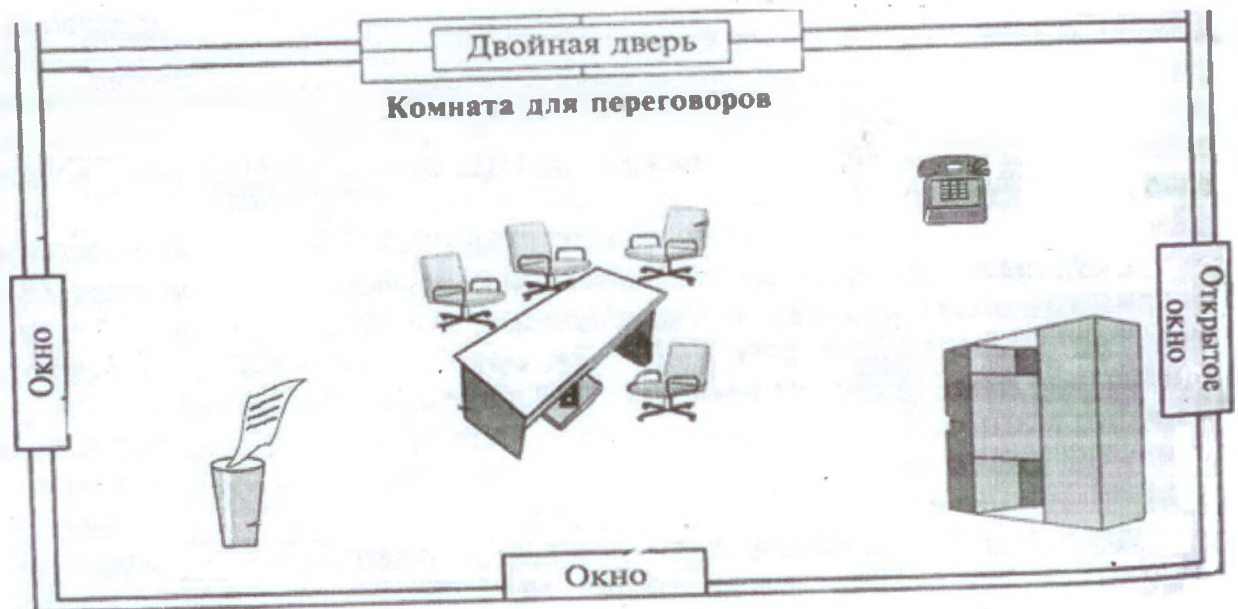 Двойная дверь
Комната для переговоров
Окно
Открытое
окно
Окно